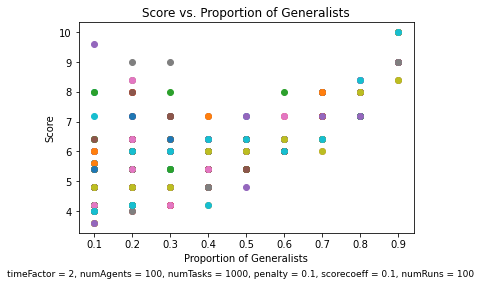 Score vs. Proportion of Generalists
10
9
8
7
6
5
4
Score
0.1 0.2 0.3 0.4 0.5 0.6 0.7 0.8 0.9
Proportion of Generalists
timeFactor = 2, numAgents = 100, numTasks = 1000, penalty = 0.1, scorecoeff = 0.1, numRuns = 100